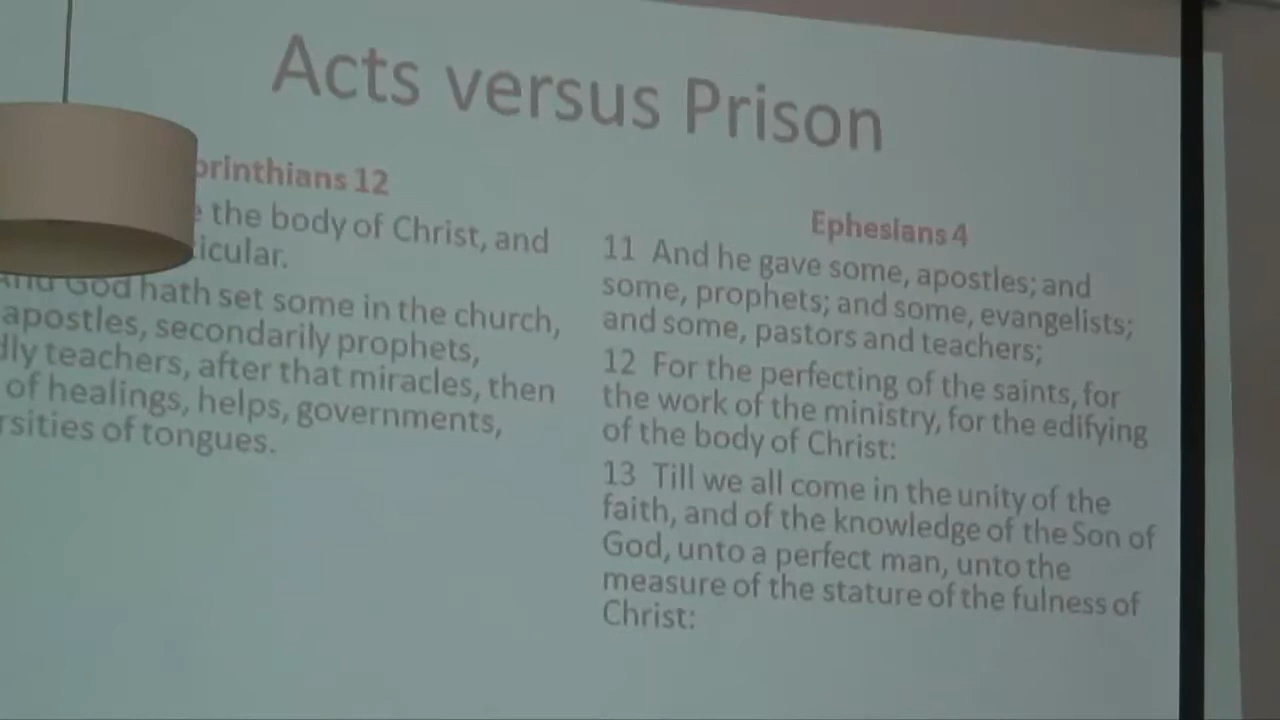 Acts versus Prison
orinthians 12
the body of Christ, and
icular.
And God hath set some in the church,
apostles, secondarily prophets,
dly teachers, after that miracles, then
of healings, helps, governments,
rsities of tongues.
Ephesians 4
11 And he gave some, apostles; and
some, prophets; and some, evangelists;
and some, pastors and teachers;
12 For the perfecting of the saints, for
the work of the ministry, for the edifying
of the body of Christ:
13 Till we all come in the unity of the
faith, and of the knowledge of the Son of
God, unto a perfect man, unto the
measure of the stature of the fulness of
Christ: